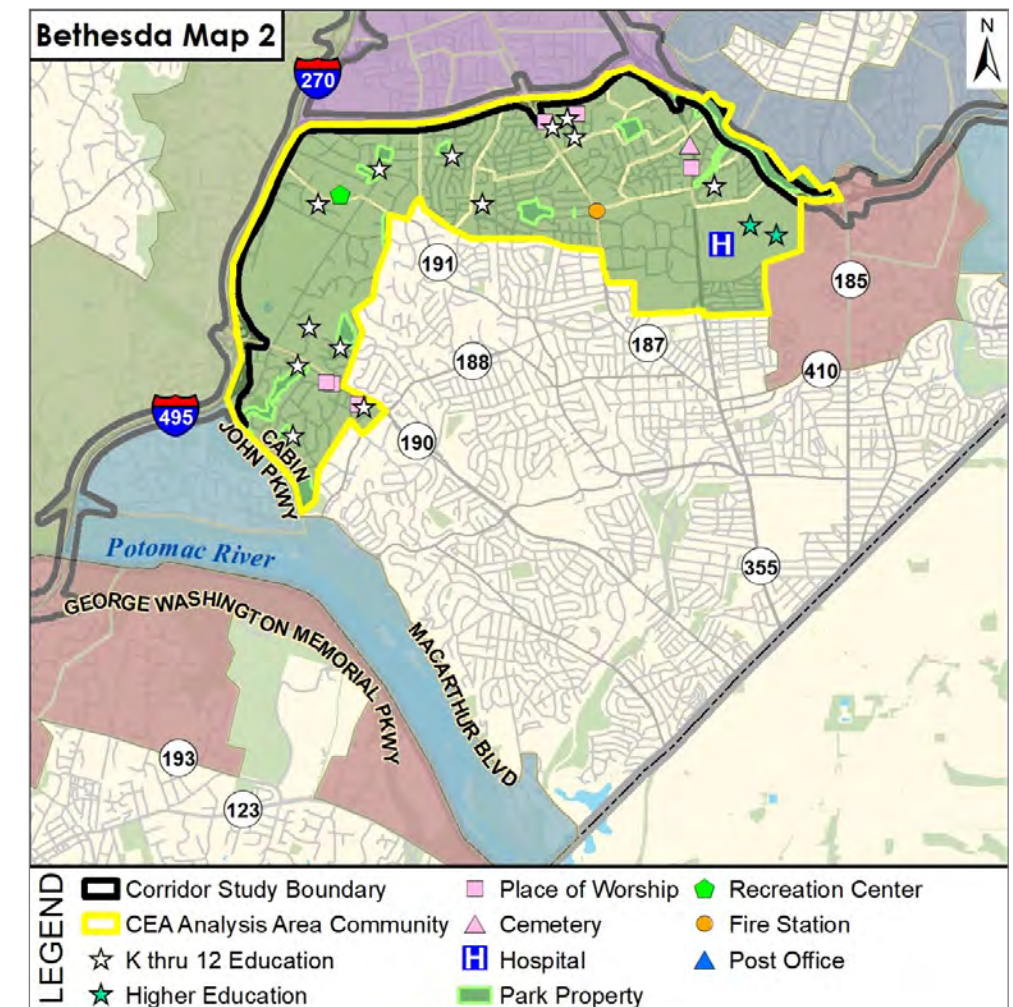 Bethesda Map 2
N
270
191
185
188
187
410
495
CABIN
JOHN PKWY
190
Potomac River
355
GEORGE WASHINGTON MEMORIAL PKWY
MACARTHUR BLVD
193
123
LEGEND
Corridor Study Boundary
Place of Worship
Recreation Center
CEA Analysis Area Community
Cemetery
Fire Station
K thru 12 Education
H Hospital
Post Office
Higher Education
Park Property
H